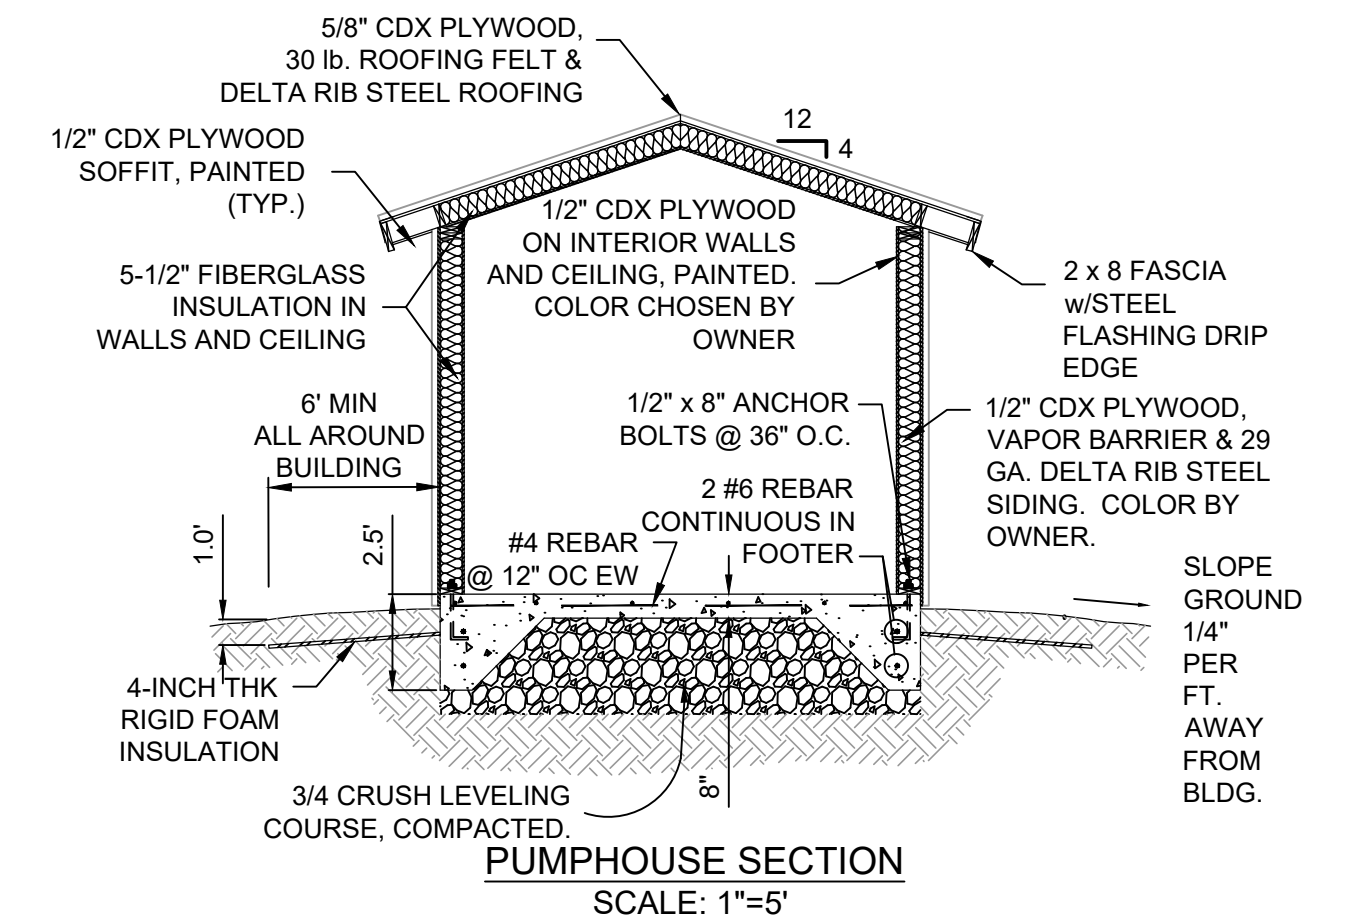 5/8" CDX PLYWOOD,
30 lb. ROOFING FELT &
DELTA RIB STEEL ROOFING
12
4
1/2" CDX PLYWOOD
SOFFIT, PAINTED
(TYP.)
1/2" CDX PLYWOOD
ON INTERIOR WALLS
AND CEILING, PAINTED.
COLOR CHOSEN BY
OWNER
5-1/2" FIBERGLASS
INSULATION IN
WALLS AND CEILING
2 x 8 FASCIA
w/STEEL
FLASHING DRIP
EDGE
6' MIN
ALL AROUND
BUILDING
1/2" x 8" ANCHOR
BOLTS @ 36" O.C.
1/2" CDX PLYWOOD,
VAPOR BARRIER & 29
GA. DELTA RIB STEEL
SIDING.  COLOR BY
OWNER.
2 #6 REBAR
CONTINUOUS IN
FOOTER
#4 REBAR
@ 12" OC EW
1.0'
2.5'
SLOPE
GROUND
1/4"
PER
FT.
AWAY
FROM
BLDG.
4-INCH THK
RIGID FOAM
INSULATION
8"
3/4 CRUSH LEVELING
COURSE, COMPACTED.
PUMPHOUSE SECTION
SCALE: 1"=5'